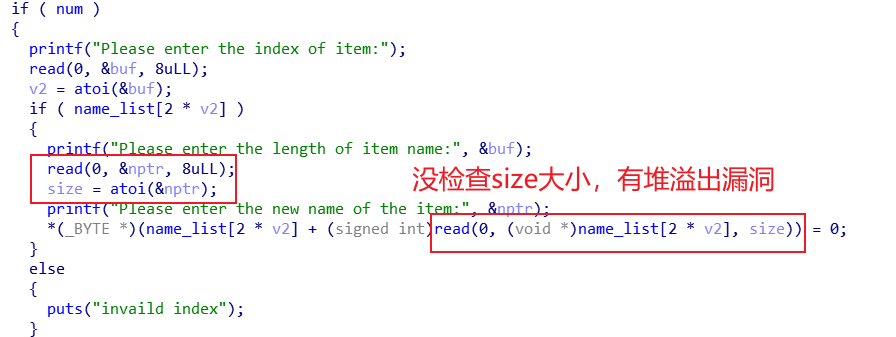 if ( num )
{
printf("Please enter the index of item:");
read(0, &buf, 8uLL);
v2 = atoi(&buf);
if ( name_list[2 * v2] )
{
printf("Please enter the length of item name:", &buf);
read(0, &nptr, 8uLL);
size = atoi(&nptr);
没检查size大小，有堆溢出漏洞
printf("Please enter the new name of the item:", &nptr);
*(_BYTE *)(name_list[2 * v2] + (signed int)read(0, (void *)name_list[2 * v2], size)) = 0;
}
else
{
puts("invaild index");
}